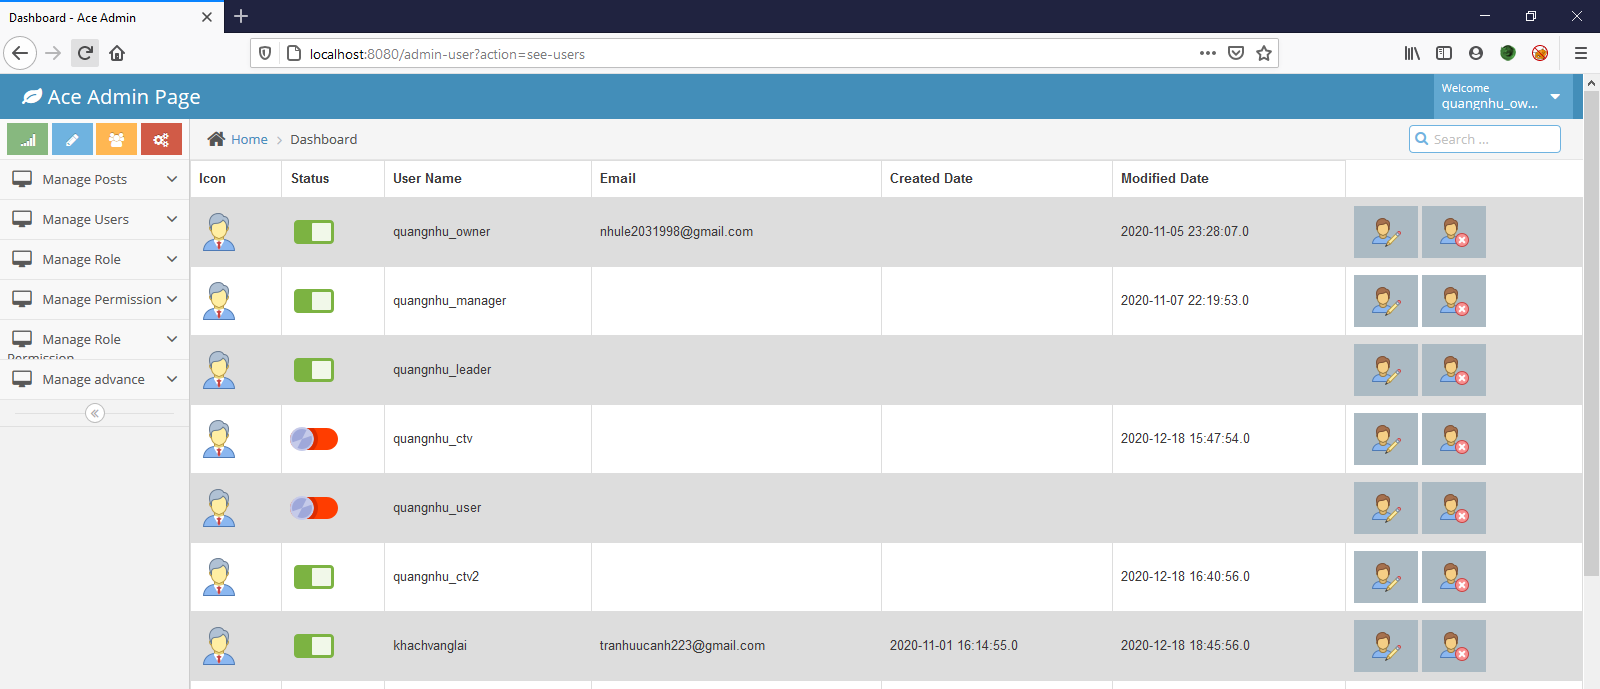 Dashboard - Ace Admin
localhost:8080/admin-user?action=see-users
Ace Admin Page
Welcome
quangnhu_ow...
Home > Dashboard
Search ...
Manage Posts
Manage Users
Manage Role
Manage Permission
Manage Role
Permission
Manage advance
Icon Status User Name Email Created Date Modified Date
quangnhu_owner nhule2031998@gmail.com 2020-11-05 23:28:07.0
quangnhu_manager 2020-11-07 22:19:53.0
quangnhu_leader
quangnhu_ctv 2020-12-18 15:47:54.0
quangnhu_user
quangnhu_ctv2 2020-12-18 16:40:56.0
khachvanglai tranhuucanh223@gmail.com 2020-11-01 16:14:55.0 2020-12-18 18:45:56.0